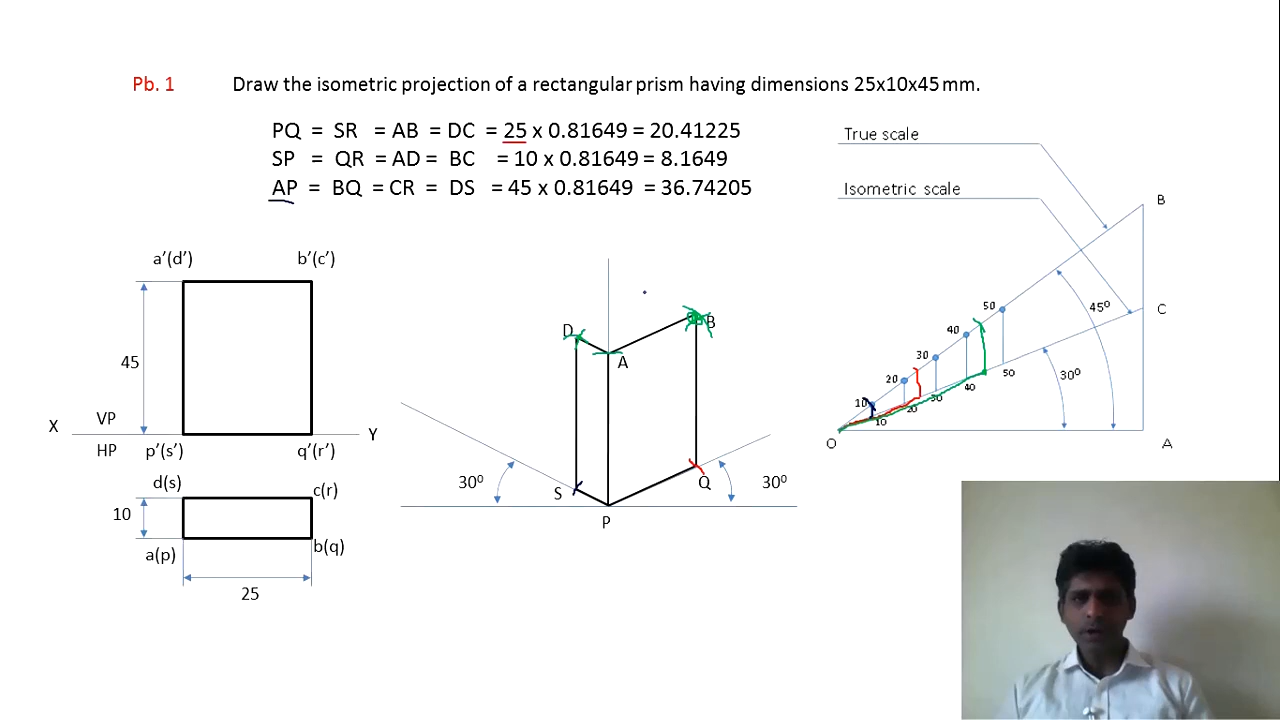 Pb. 1 Draw the isometric projection of a rectangular prism having dimensions 25x10x45 mm.
PQ = SR = AB = DC = 25 x 0.81649 = 20.41225
SP = QR = AD = BC = 10 x 0.81649 = 8.1649
AP = BQ = CR = DS = 45 x 0.81649 = 36.74205
True scale
Isometric scale
a’(d’) b’(c’)
45
X VP Y
HP p’(s’) q’(r’)
d(s) c(r)
10
a(p) b(q)
25
D B
A
30⁰ S Q 30⁰
P
B
50 45⁰ C
40
30 50 30⁰
20 40
10 30
20
10
O A